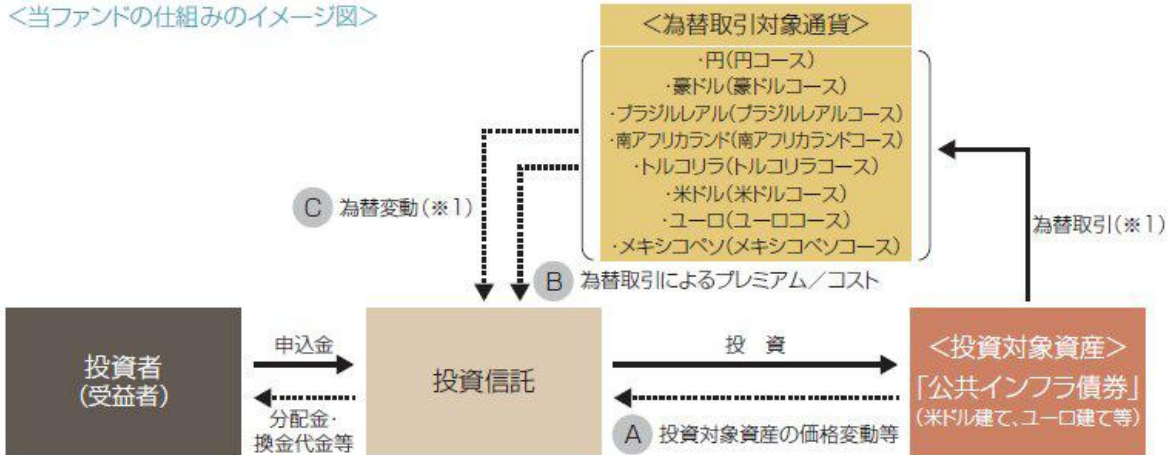 <当ファンドの仕組みのイメージ図>
<為替取引対象通貨>
・円(円コース)
・豪ドル(豪ドルコース)
・ブラジルレアル(ブラジルレアルコース)
・南アフリカランド(南アフリカランドコース)
・トルコリラ(トルコリラコース)
・米ドル(米ドルコース)
・ユーロ(ユーロコース)
・メキシコペソ(メキシコペソコース)
C 為替変動(※1)
為替取引(※1)
B 為替取引によるプレミアム/コスト
投資者
(受益者)
申込金
分配金・
換金代金等
投資信託
投 資
A 投資対象資産の価格変動等
<投資対象資産>
「公共インフラ債券」
(米ドル建て、ユーロ建て等)